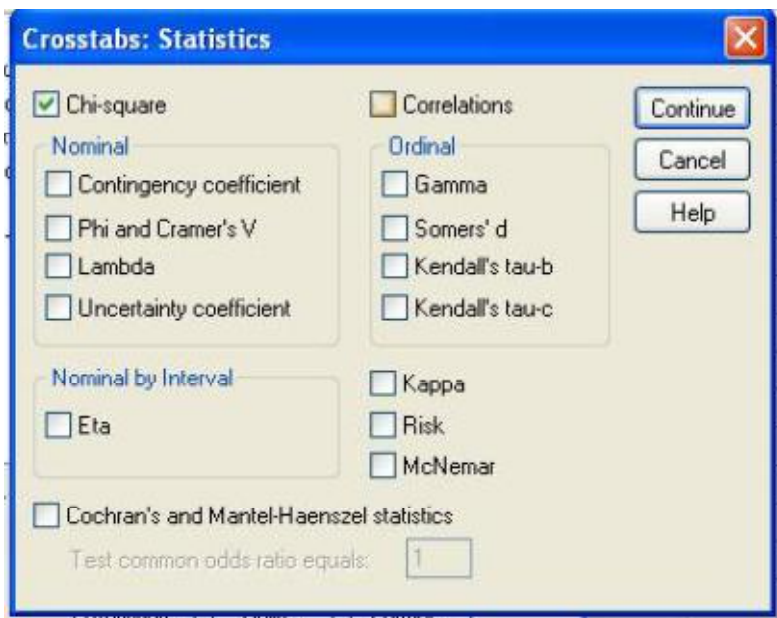 Crosstabs: Statistics
Chi-square
Correlations
Continue
Nominal
Ordinal
Cancel
Contingency coefficient
Gamma
Help
Phi and Cramer's V
Somers' d
Lambda
Kendall's tau-b
Uncertainty coefficient
Kendall's tau-c
Nominal by Interval
Kappa
Eta
Risk
McNemar
Cochran's and Mantel-Haenszel statistics
Test common odds ratio equals: 1